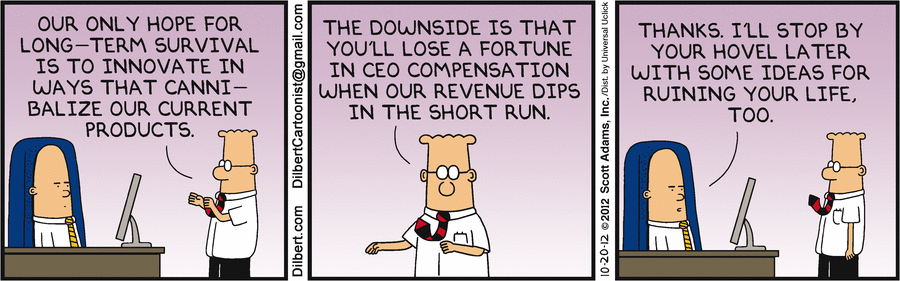 OUR ONLY HOPE FOR
LONG-TERM SURVIVAL
IS TO INNOVATE IN
WAYS THAT CANNI-
BALIZE OUR CURRENT
PRODUCTS.
Dilbert.com DilbertCartoonist@gmail.com
THE DOWNSIDE IS THAT
YOU'LL LOSE A FORTUNE
IN CEO COMPENSATION
WHEN OUR REVENUE DIPS
IN THE SHORT RUN.
10-20-12 ©2012 Scott Adams, Inc. /Dist. by Universal Uclick
THANKS. I'LL STOP BY
YOUR HOVEL LATER
WITH SOME IDEAS FOR
RUINING YOUR LIFE,
TOO.